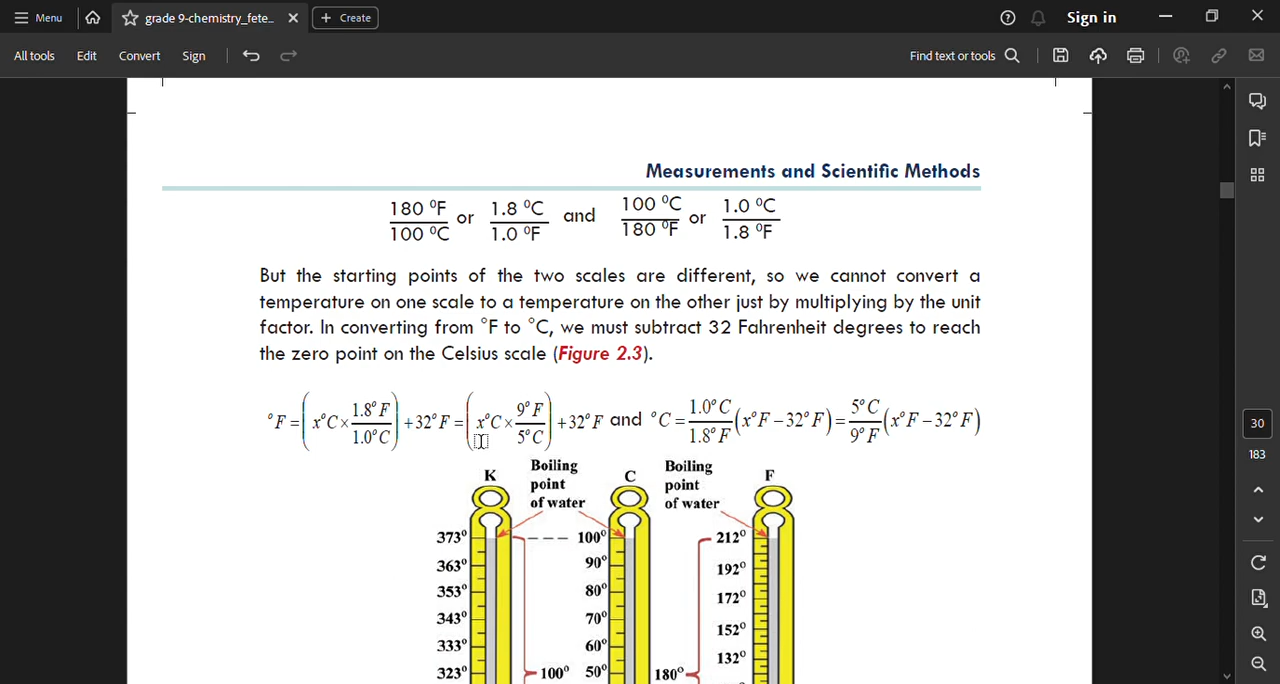 Menu
grade 9-chemistry_fete...
Create
Sign in
All tools Edit Convert Sign
Find text or tools
Measurements and Scientific Methods
180 °F / 100 °C or 1.8 °C / 1.0 °F and 100 °C / 180 °F or 1.0 °C / 1.8 °F
But the starting points of the two scales are different, so we cannot convert a
temperature on one scale to a temperature on the other just by multiplying by the unit
factor. In converting from °F to °C, we must subtract 32 Fahrenheit degrees to reach
the zero point on the Celsius scale (Figure 2.3).
°F = (x°C × 1.8°F / 1.0°C) + 32°F = (x°C × 9°F / 5°C) + 32°F and °C = 1.0°C / 1.8°F (x°F − 32°F) = 5°C / 9°F (x°F − 32°F)
30
183
K Boiling point of water C Boiling point of water F
373° 100° 212°
363° 90° 192°
353° 80° 172°
343° 70° 152°
333° 60° 132°
323° 100° 50° 180°